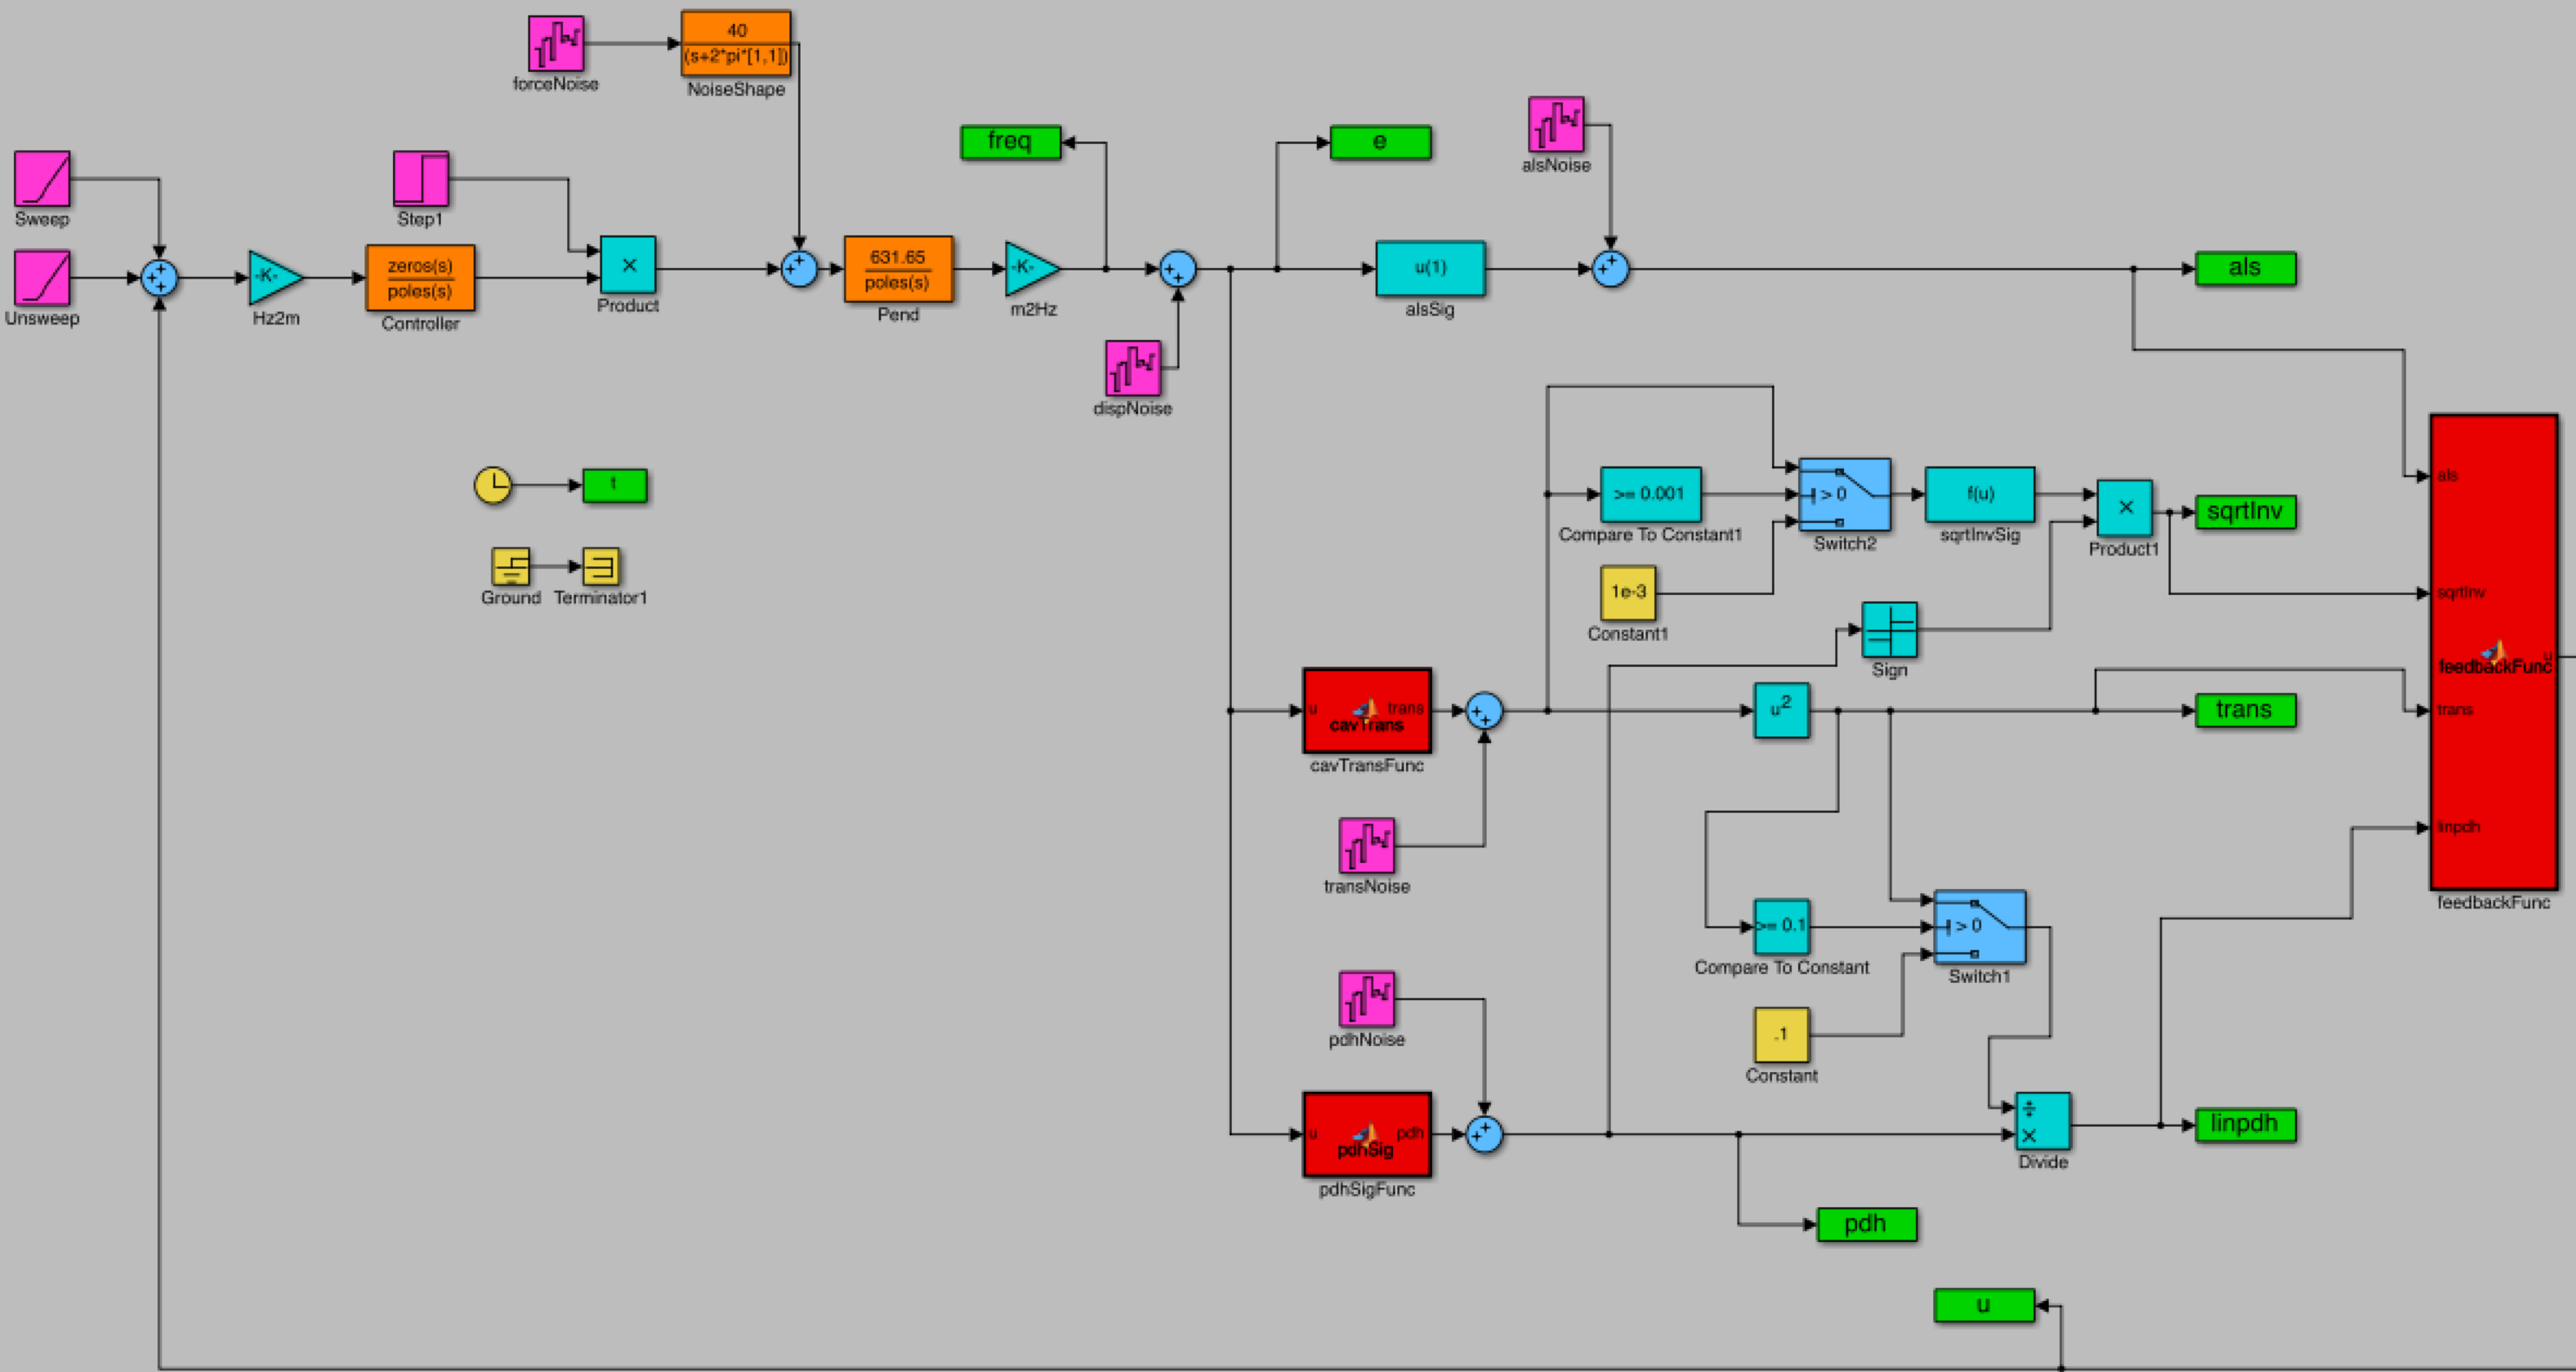 40
(s+2*pi*[1,1])
forceNoise
NoiseShape
freq
e
alsNoise
Sweep
Step1
Unsweep
-K-
Hz2m
zeros(s)
poles(s)
Controller
×
Product
631.65
poles(s)
Pend
-K-
m2Hz
u(1)
alsSig
als
dispNoise
t
Ground
Terminator1
>= 0.001
Compare To Constant1
> 0
Switch2
f(u)
sqrtInvSig
×
Product1
sqrtInv
1e-3
Constant1
Sign
als
sqrtInv
feedbackFunc
u
trans
linpdh
feedbackFunc
u
trans
cavTrans
cavTransFunc
u2
trans
transNoise
>= 0.1
Compare To Constant
> 0
Switch1
pdhNoise
.1
Constant
u
pdh
pdhSig
pdhSigFunc
÷
×
Divide
linpdh
pdh
u